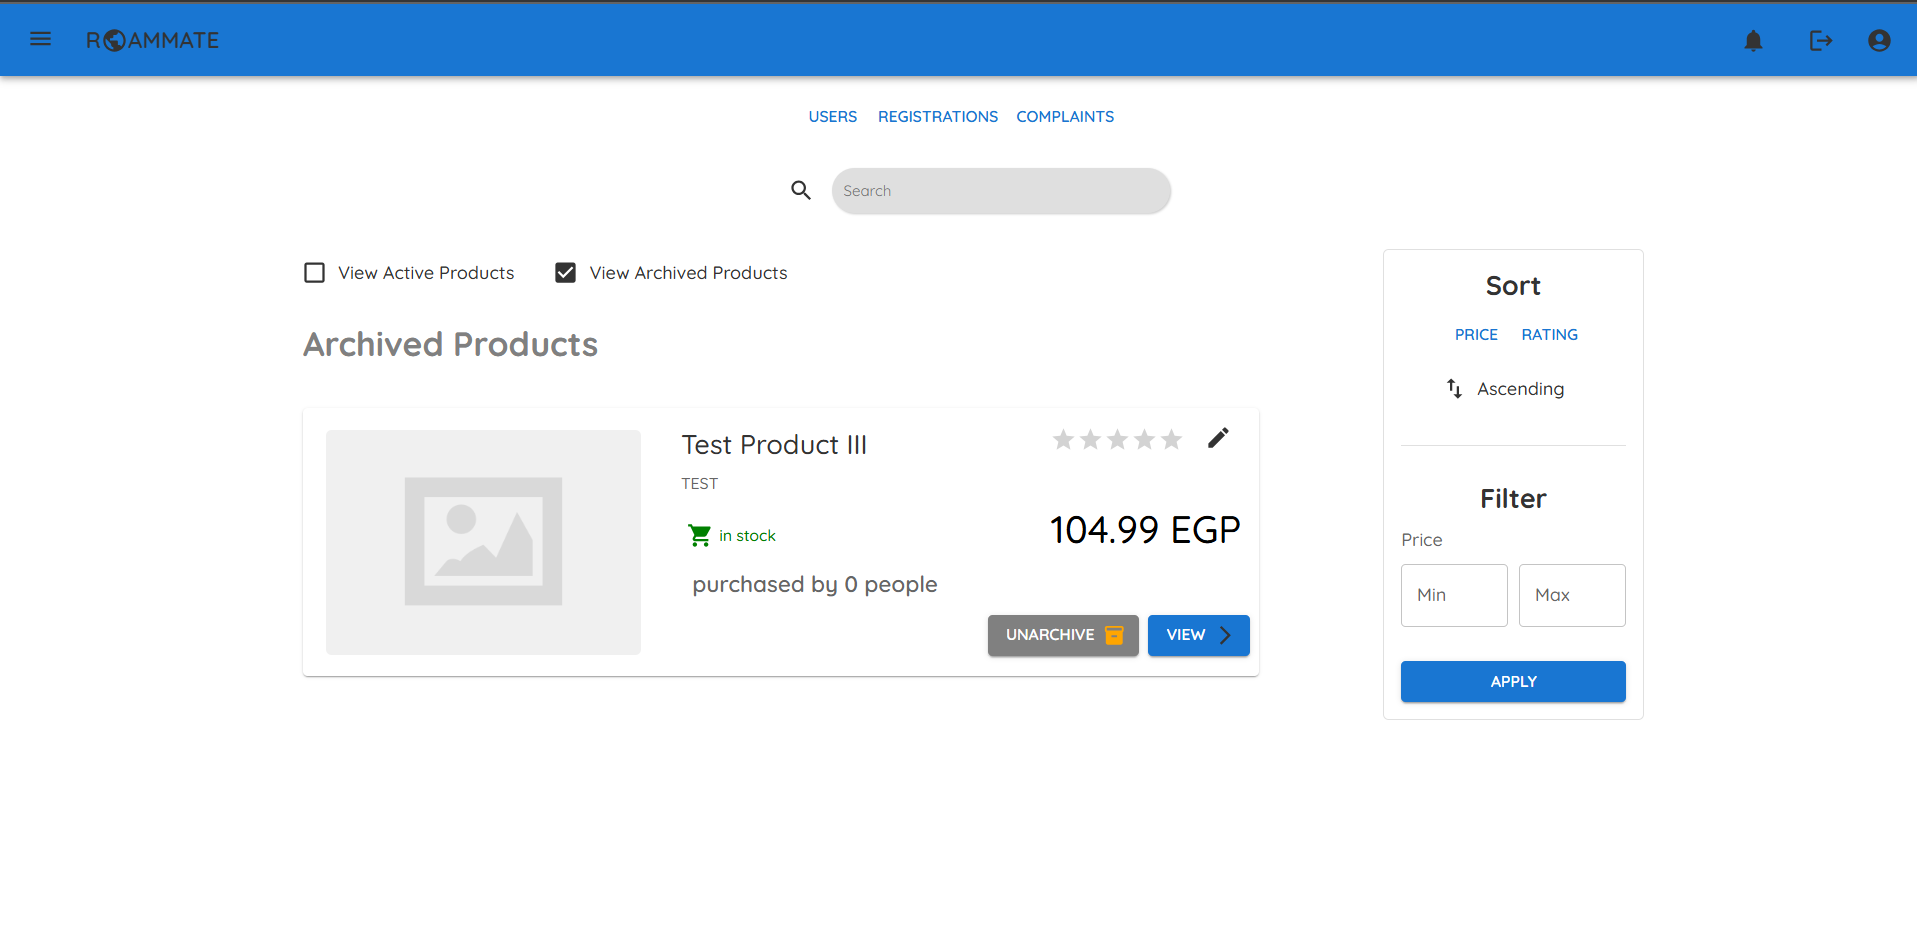 ROAMMATE
USERS REGISTRATIONS COMPLAINTS
Search
View Active Products View Archived Products
Archived Products
Test Product III
TEST
in stock
104.99 EGP
purchased by 0 people
UNARCHIVE VIEW
Sort
PRICE RATING
Ascending
Filter
Price
Min Max
APPLY